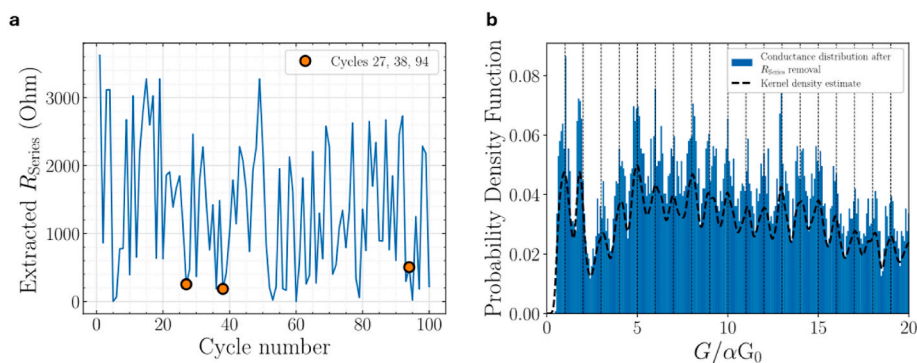 a
Extracted R_Series (Ohm)
3000
2000
1000
0
0
20
40
60
80
100
Cycle number
Cycles 27, 38, 94
b
Probability Density Function
0.08
0.06
0.04
0.02
0.00
0
5
10
15
20
G/αG₀
Conductance distribution after
R_Series removal
Kernel density estimate